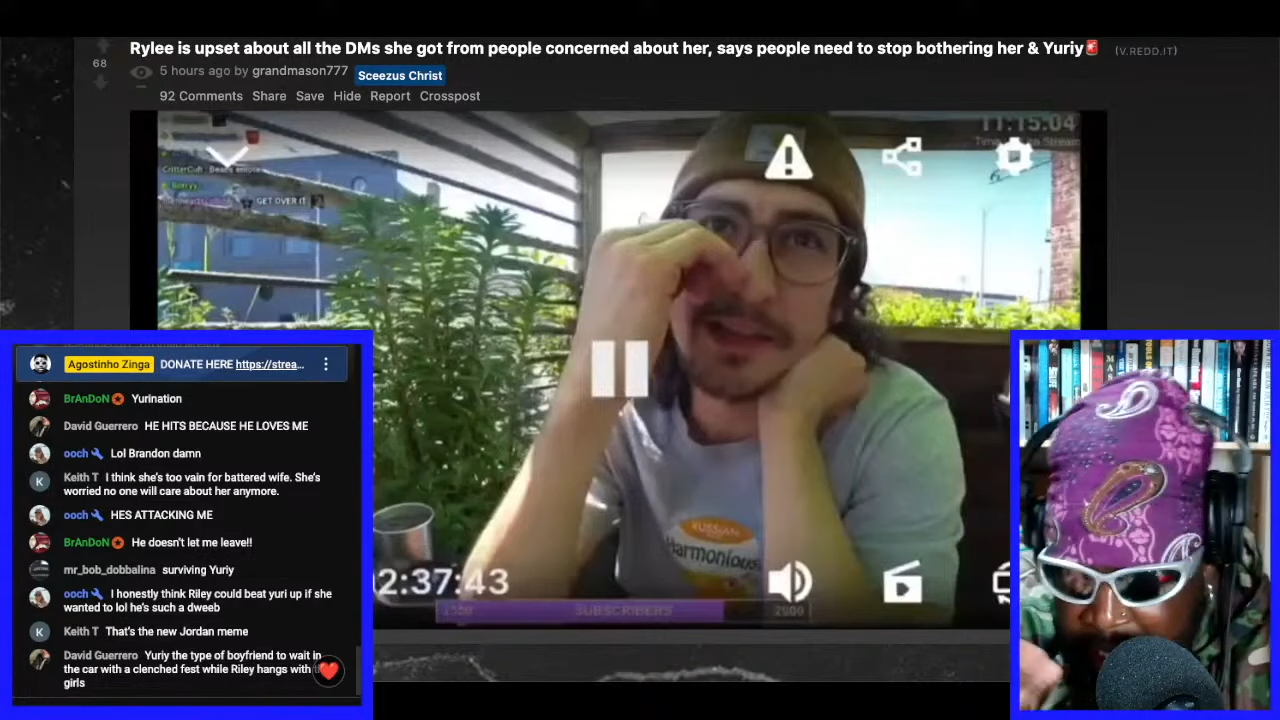 Rylee is upset about all the DMs she got from people concerned about her, says people need to stop bothering her & Yuriy🚨 (V.REDD.IT)
68
5 hours ago by grandmason777 Sceezus Christ
92 Comments Share Save Hide Report Crosspost
11:15:04
CritterCult: Beans emote
GET OVER IT
RUSSIAN
Harmonious
2:37:43
SUBSCRIBERS
2000
Agostinho Zinga DONATE HERE https://strea...
BrAnDoN Yurination
David Guerrero HE HITS BECAUSE HE LOVES ME
ooch Lol Brandon damn
Keith T I think she's too vain for battered wife. She's
worried no one will care about her anymore.
ooch HES ATTACKING ME
BrAnDoN He doesn't let me leave!!
mr_bob_dobbalina surviving Yuriy
ooch I honestly think Riley could beat yuri up if she
wanted to lol he's such a dweeb
Keith T That's the new Jordan meme
David Guerrero Yuriy the type of boyfriend to wait in
the car with a clenched fest while Riley hangs with
girls